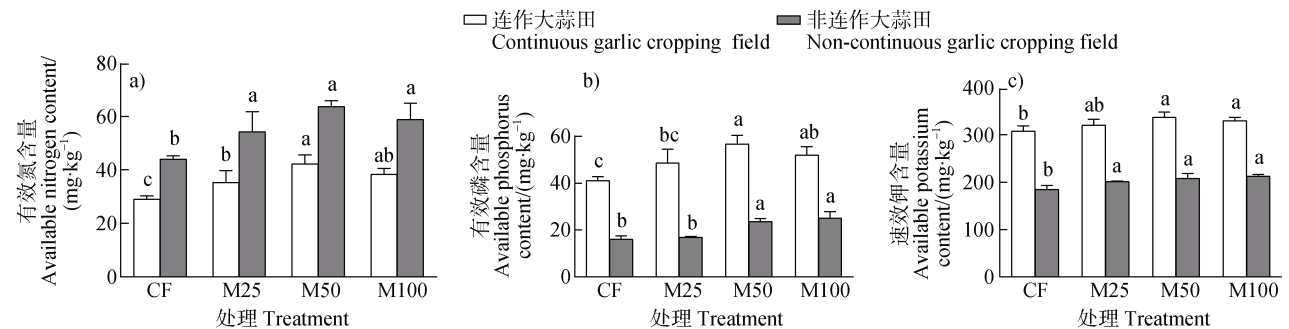 连作大蒜田
Continuous garlic cropping field
非连作大蒜田
Non-continuous garlic cropping field
a)
有效氮含量
Available nitrogen content/
(mg·kg⁻¹)
80
60
40
20
0
c
b
b
a
a
a
ab
a
CF
M25
M50
M100
处理 Treatment
b)
有效磷含量
Available phosphorus
content/(mg·kg⁻¹)
60
40
20
0
c
b
bc
b
a
a
ab
a
CF
M25
M50
M100
处理 Treatment
c)
速效钾含量
Available potassium
content/(mg·kg⁻¹)
400
300
200
100
0
b
b
ab
a
a
a
a
a
CF
M25
M50
M100
处理 Treatment